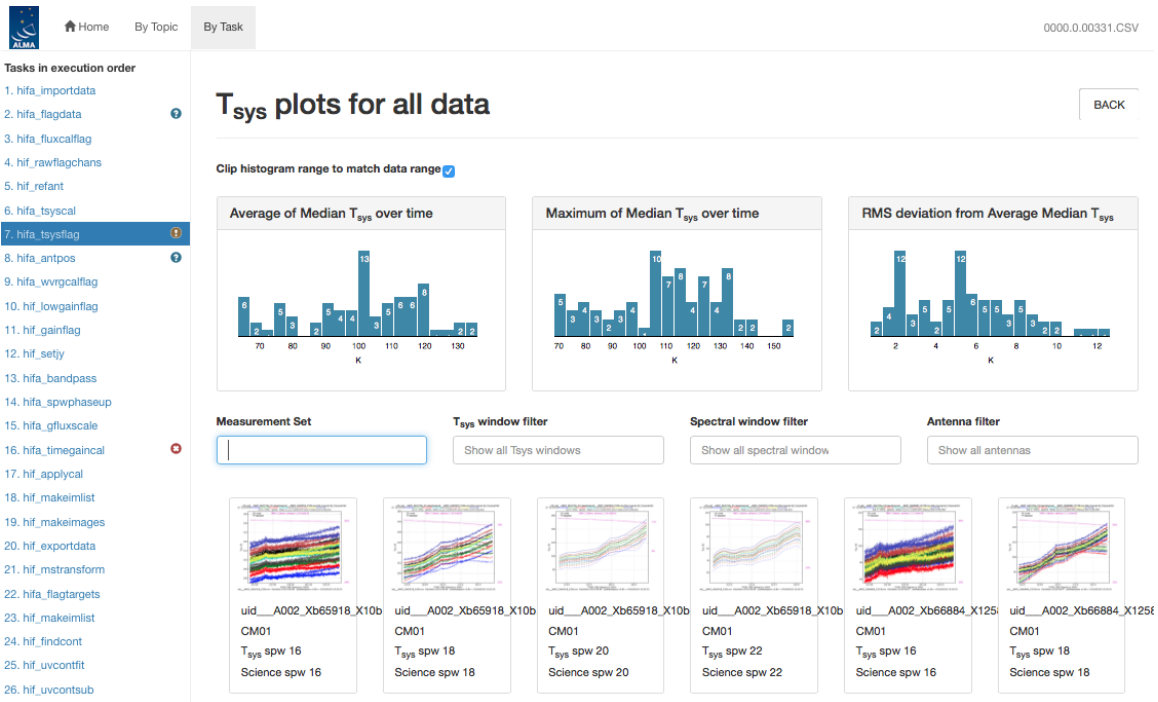 ALMA
Home
By Topic
By Task
0000.0.00331.CSV
Tasks in execution order
1. hifa_importdata
2. hifa_flagdata
3. hifa_fluxcalflag
4. hif_rawflagchans
5. hif_refant
6. hifa_tsyscal
7. hifa_tsysflag
8. hifa_antpos
9. hifa_wvrgcalflag
10. hif_lowgainflag
11. hif_gainflag
12. hif_setjy
13. hifa_bandpass
14. hifa_spwphaseup
15. hifa_gfluxscale
16. hifa_timegaincal
17. hif_applycal
18. hif_makeimlist
19. hif_makeimages
20. hif_exportdata
21. hif_mstransform
22. hifa_flagtargets
23. hif_makeimlist
24. hif_findcont
25. hif_uvcontfit
26. hif_uvcontsub
Tsys plots for all data
BACK
Clip histogram range to match data range
Average of Median Tsys over time
6 2 5 3 2 5 4 4 13 3 5 6 6 8 2 2
70 80 90 100 110 120 130
K
Maximum of Median Tsys over time
5 3 4 3 2 3 4 10 7 8 4 7 4 8 2 2 2
70 80 90 100 110 120 130 140 150
K
RMS deviation from Average Median Tsys
2 4 12 3 5 2 5 12 6 5 5 3 5 3 2 2
2 4 6 8 10 12
K
Measurement Set
Tsys window filter
Show all Tsys windows
Spectral window filter
Show all spectral window
Antenna filter
Show all antennas
uid___A002_Xb65918_X10b
CM01
Tsys spw 16
Science spw 16
uid___A002_Xb65918_X10b
CM01
Tsys spw 18
Science spw 18
uid___A002_Xb65918_X10b
CM01
Tsys spw 20
Science spw 20
uid___A002_Xb65918_X10b
CM01
Tsys spw 22
Science spw 22
uid___A002_Xb66884_X1258
CM01
Tsys spw 16
Science spw 16
uid___A002_Xb66884_X1258
CM01
Tsys spw 18
Science spw 18